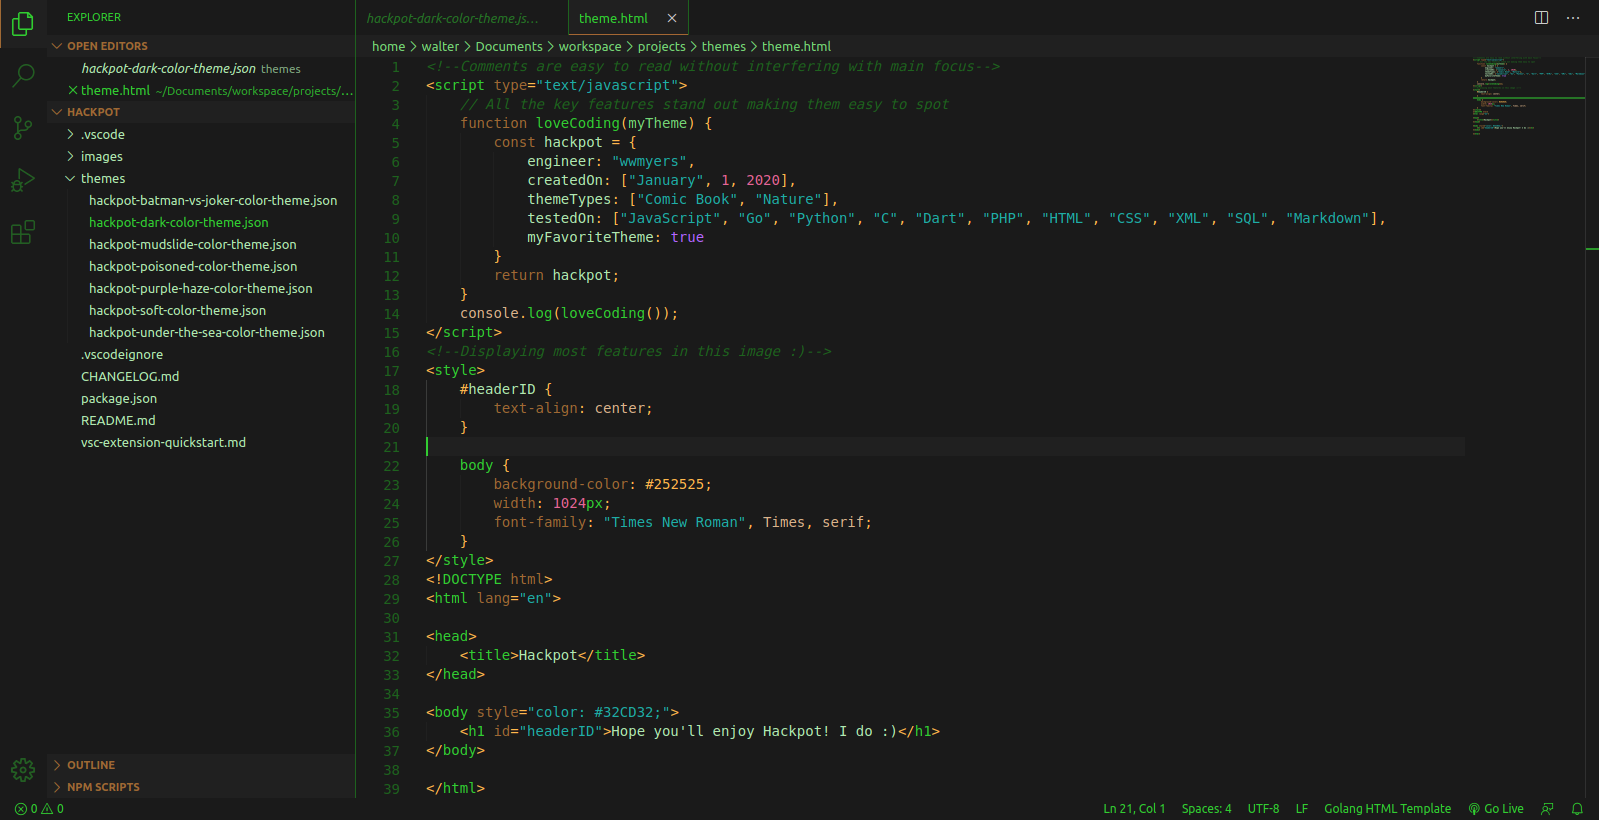 EXPLORER
OPEN EDITORS
hackpot-dark-color-theme.json themes
theme.html ~/Documents/workspace/projects/...
HACKPOT
.vscode
images
themes
hackpot-batman-vs-joker-color-theme.json
hackpot-dark-color-theme.json
hackpot-mudslide-color-theme.json
hackpot-poisoned-color-theme.json
hackpot-purple-haze-color-theme.json
hackpot-soft-color-theme.json
hackpot-under-the-sea-color-theme.json
.vscodeignore
CHANGELOG.md
package.json
README.md
vsc-extension-quickstart.md
OUTLINE
NPM SCRIPTS
hackpot-dark-color-theme.js... theme.html
home > walter > Documents > workspace > projects > themes > theme.html
1 <!--Comments are easy to read without interfering with main focus-->
2 <script type="text/javascript">
3     // All the key features stand out making them easy to spot
4     function loveCoding(myTheme) {
5         const hackpot = {
6             engineer: "wwmyers",
7             createdOn: ["January", 1, 2020],
8             themeTypes: ["Comic Book", "Nature"],
9             testedOn: ["JavaScript", "Go", "Python", "C", "Dart", "PHP", "HTML", "CSS", "XML", "SQL", "Markdown"],
10             myFavoriteTheme: true
11         }
12         return hackpot;
13     }
14     console.log(loveCoding());
15 </script>
16 <!--Displaying most features in this image :)-->
17 <style>
18     #headerID {
19         text-align: center;
20     }
21
22     body {
23         background-color: #252525;
24         width: 1024px;
25         font-family: "Times New Roman", Times, serif;
26     }
27 </style>
28 <!DOCTYPE html>
29 <html lang="en">
30
31 <head>
32     <title>Hackpot</title>
33 </head>
34
35 <body style="color: #32CD32;">
36     <h1 id="headerID">Hope you'll enjoy Hackpot! I do :)</h1>
37 </body>
38
39 </html>
0 0 Ln 21, Col 1 Spaces: 4 UTF-8 LF Golang HTML Template Go Live